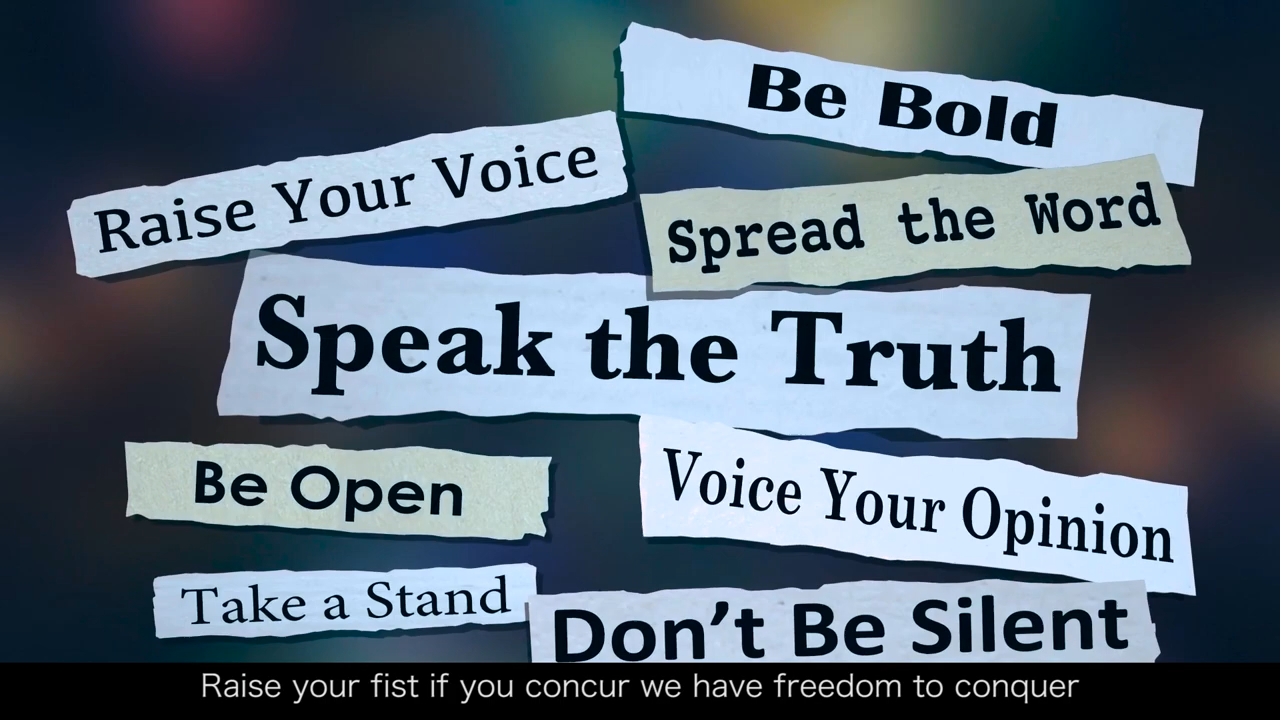 Be Bold
Raise Your Voice
Spread the Word
Speak the Truth
Be Open
Voice Your Opinion
Take a Stand
Don't Be Silent
Raise your fist if you concur we have freedom to conquer